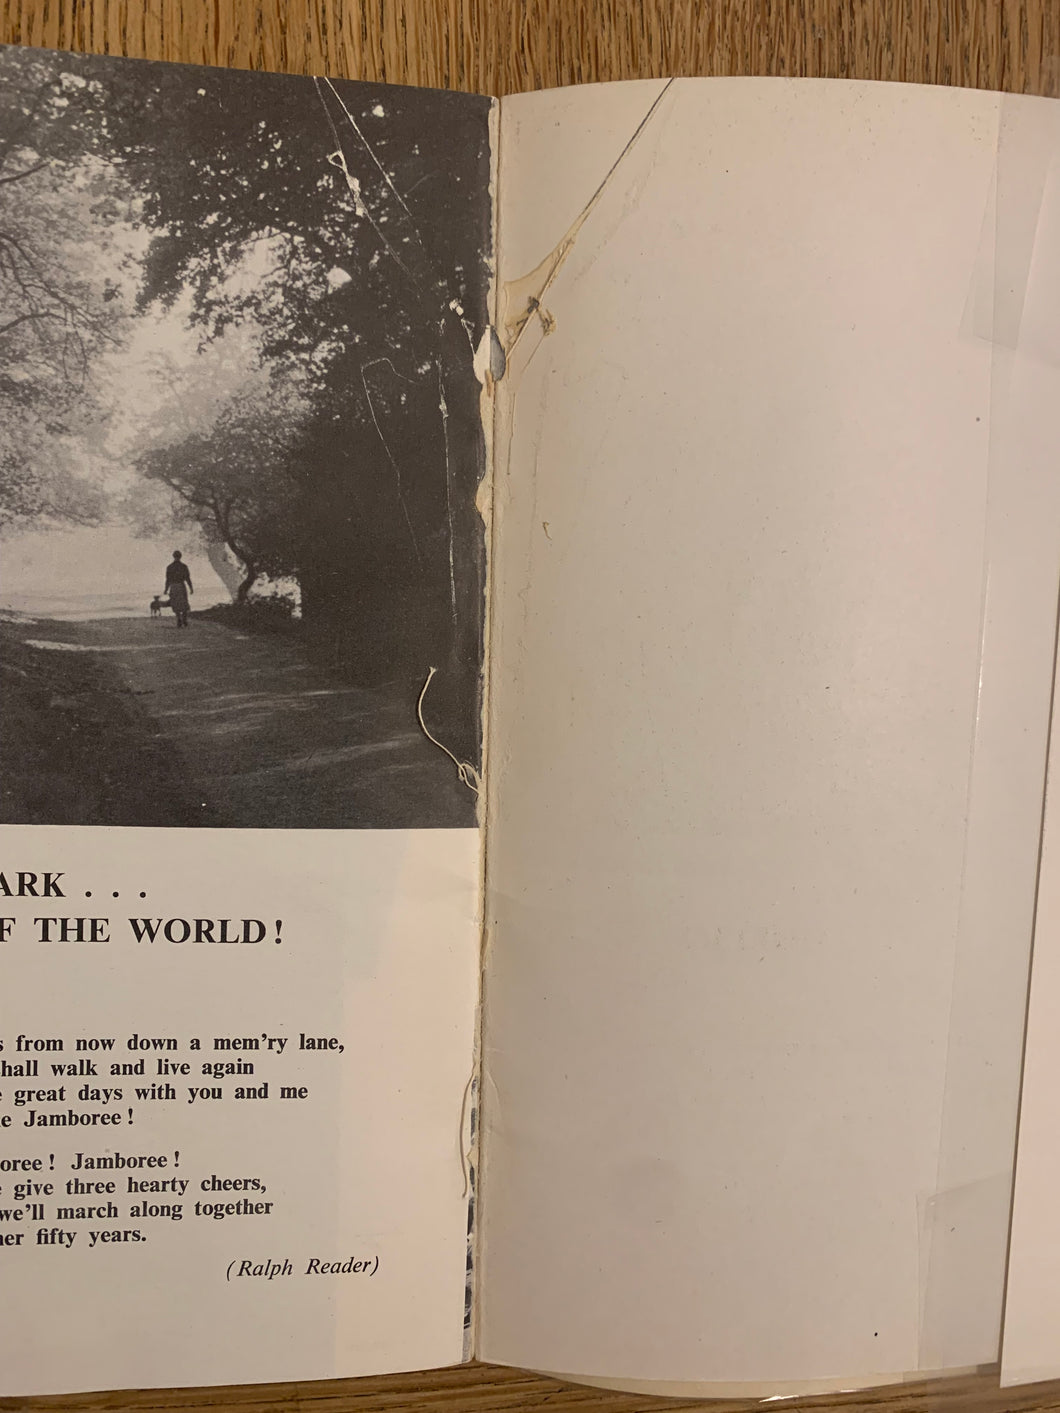 ARK . . .
F THE WORLD!
s from now down a mem'ry lane,
hall walk and live again
e great days with you and me
e Jamboree!
oree! Jamboree!
e give three hearty cheers,
we'll march along together
her fifty years.
(Ralph Reader)